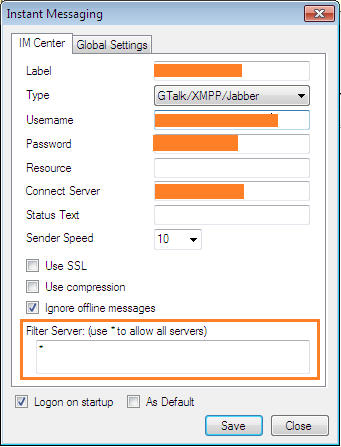 Instant Messaging
IM Center
Global Settings
Label
Type
GTalk/XMPP/Jabber
Username
Password
Resource
Connect Server
Status Text
Sender Speed
10
Use SSL
Use compression
Ignore offline messages
Filter Server: (use * to allow all servers)
*
Logon on startup
As Default
Save
Close